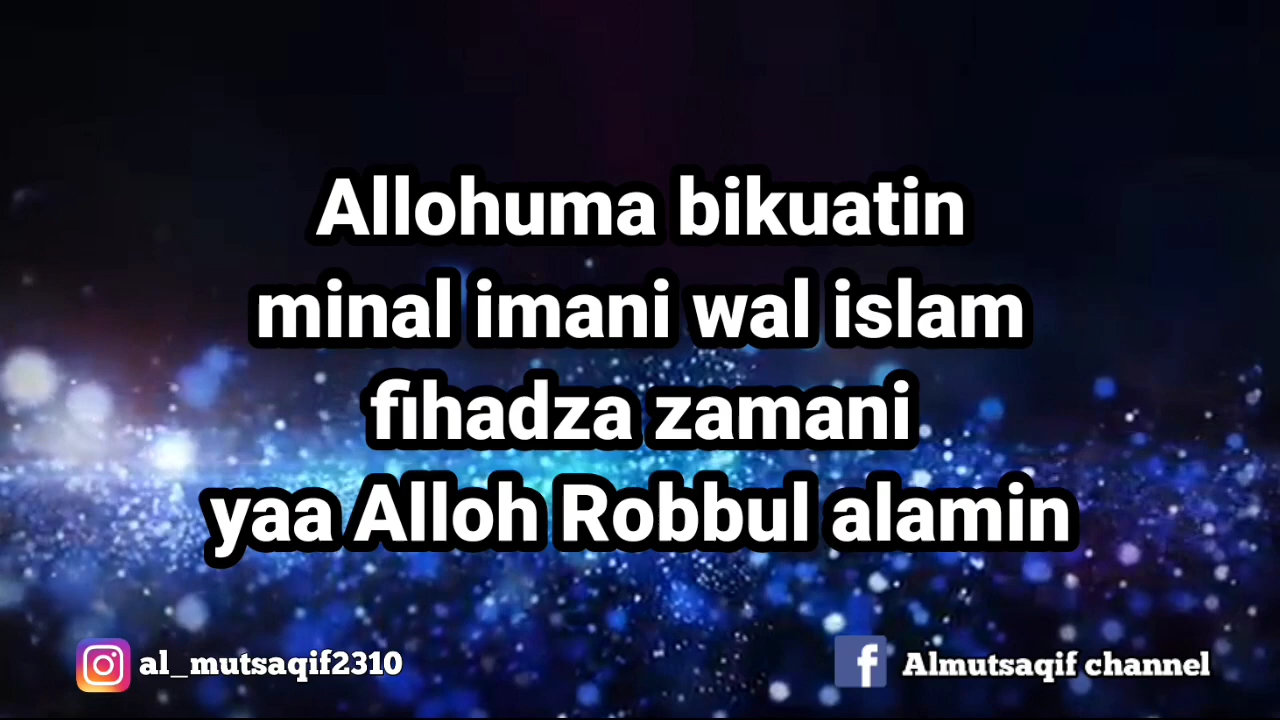 Allohuma bikuatin
minal imani wal islam
fihadza zamani
yaa Alloh Robbul alamin
al_mutsaqif2310
Almutsaqif channel